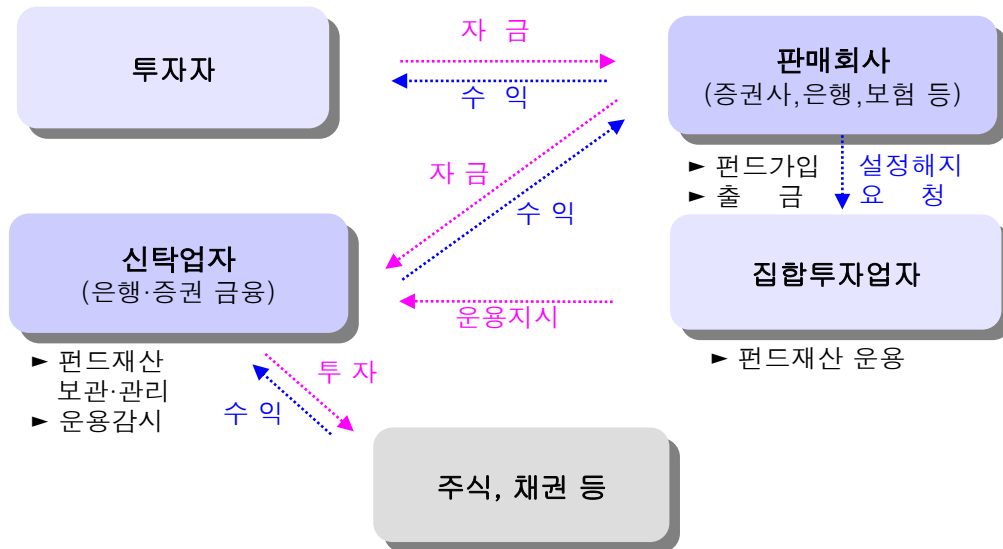 투자자
자 금
수 익
판매회사
(증권사,은행,보험 등)
► 펀드가입
► 출 금
설정해지
요 청
자 금
수 익
신탁업자
(은행·증권 금융)
집합투자업자
운용지시
► 펀드재산
보관·관리
► 운용감시
► 펀드재산 운용
투 자
수 익
주식, 채권 등